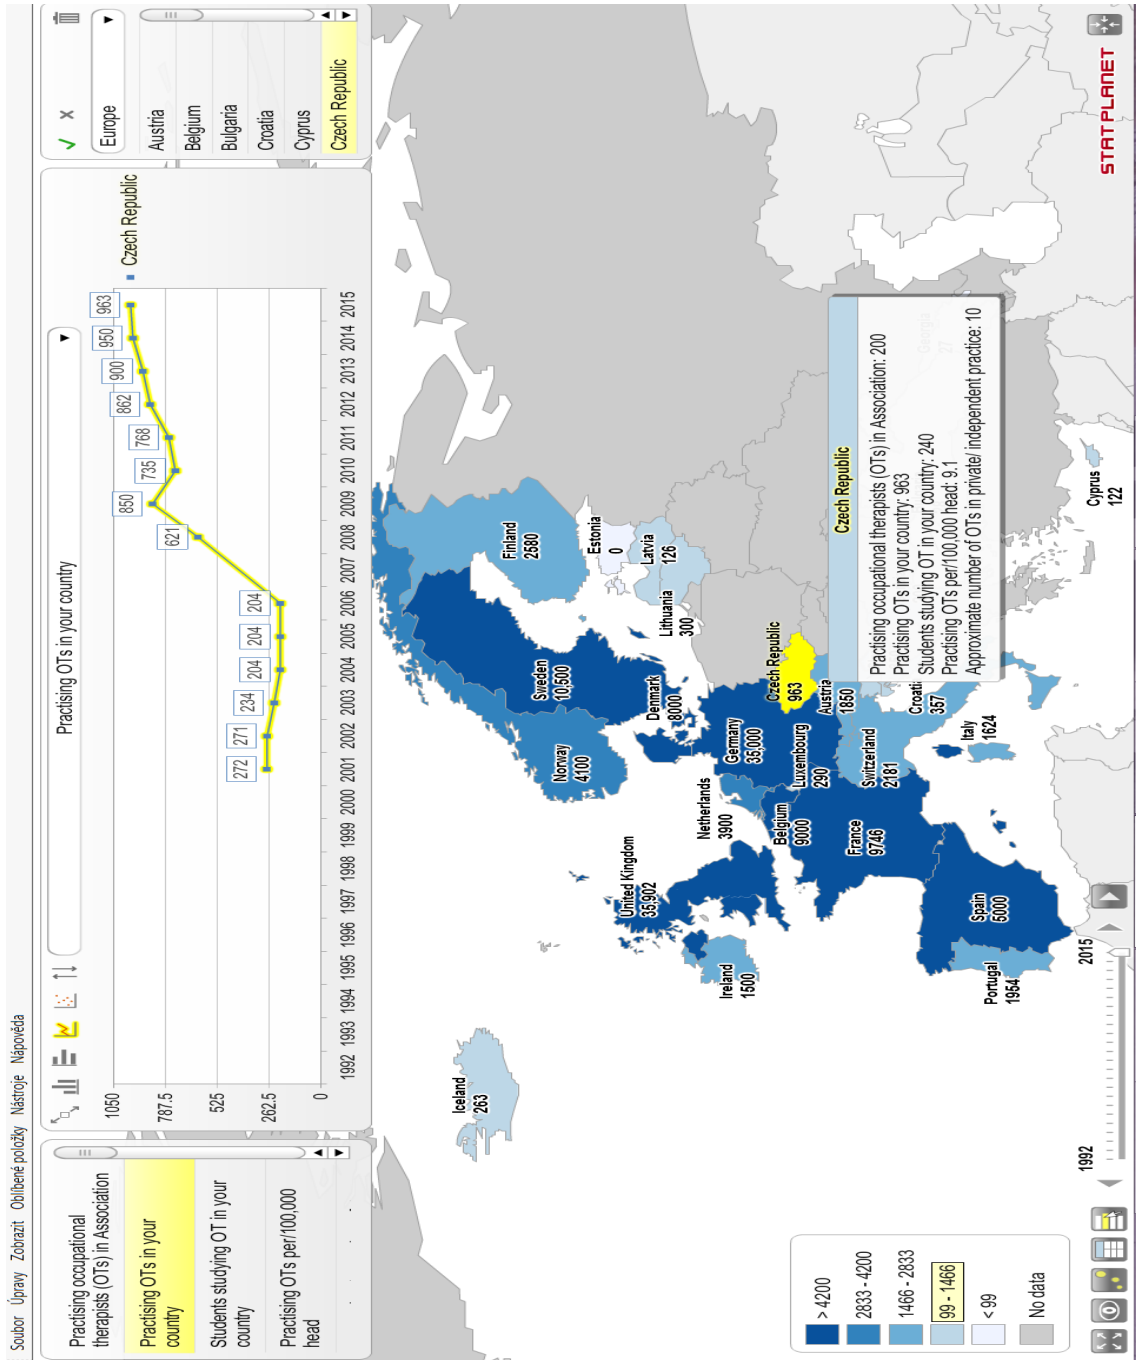 Soubor Úpravy Zobrazit Oblíbené položky Nástroje Nápověda
Practising occupational
therapists (OTs) in Association
Practising OTs in your
country
Students studying OT in your
country
Practising OTs per/100,000
head
Practising OTs in your country
1050
787.5
525
262.5
0
272
271
234
204
204
204
621
850
735
768
862
900
950
963
1992 1993 1994 1995 1996 1997 1998 1999 2000 2001 2002 2003 2004 2005 2006 2007 2008 2009 2010 2011 2012 2013 2014 2015
Czech Republic
Europe
Austria
Belgium
Bulgaria
Croatia
Cyprus
Czech Republic
Iceland
263
Norway
4100
Sweden
10,500
Finland
2680
Estonia
0
Latvia
126
Lithuania
300
Denmark
8000
United Kingdom
35,902
Ireland
1500
Netherlands
3900
Germany
35,000
Belgium
9000
Luxembourg
290
Czech Republic
963
Austria
1850
France
9746
Switzerland
2181
Croatia
357
Italy
1624
Spain
5000
Portugal
1954
Cyprus
122
Georgia
27
Czech Republic
Practising occupational therapists (OTs) in Association: 200
Practising OTs in your country: 963
Students studying OT in your country: 240
Practising OTs per/100,000 head: 9.1
Approximate number of OTs in private/ independent practice: 10
> 4200
2833 - 4200
1466 - 2833
99 - 1466
< 99
No data
1992
2015
STATPLANET